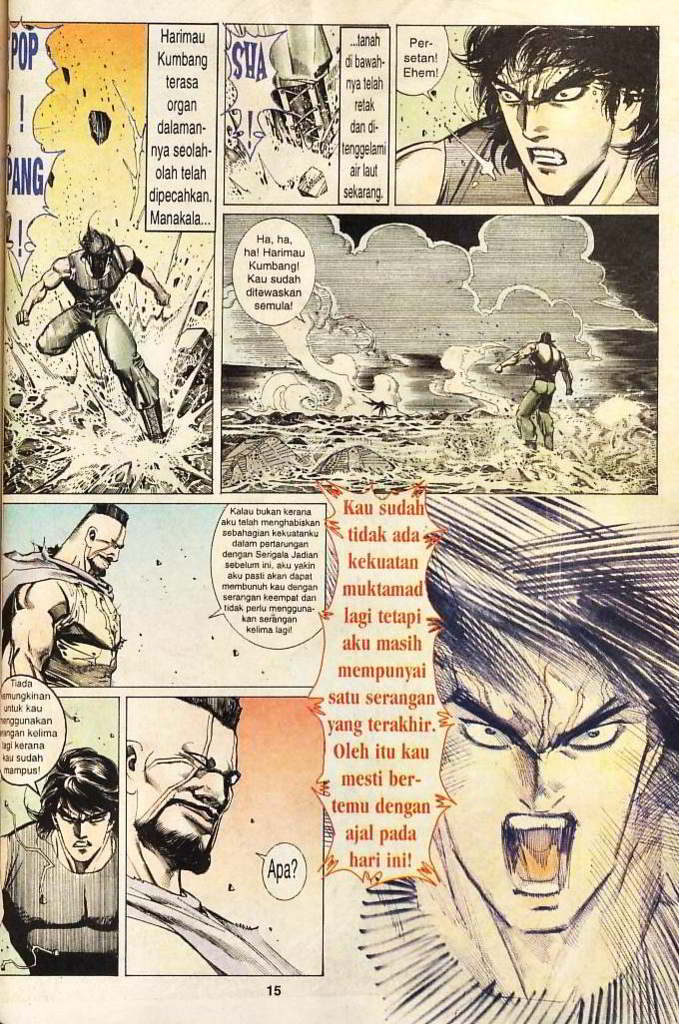 POP
!
PANG
!
Harimau
Kumbang
terasa
organ
dalaman-
nya seolah-
olah telah
dipecahkan.
Manakala...
SHA
!
...tanah
di bawah-
nya telah
retak
dan di-
tenggelami
air laut
sekarang.
Per-
setan!
Ehem!
Ha, ha,
ha! Harimau
Kumbang!
Kau sudah
ditewaskan
semula!
Kalau bukan kerana
aku telah menghabiskan
sebahagian kekuatanku
dalam pertarungan
dengan Serigala Jadian
sebelum ini, aku yakin
aku pasti akan dapat
membunuh kau dengan
serangan keempat dan
tidak perlu mengguna-
kan serangan
kelima lagi!
Kau sudah
tidak ada
kekuatan
muktamad
lagi tetapi
aku masih
mempunyai
satu serangan
yang terakhir.
Oleh itu kau
mesti ber-
temu dengan
ajal pada
hari ini!
Tiada
untuk kau
kelima
lagi kerana
kau sudah
mampus!
Apa?
15